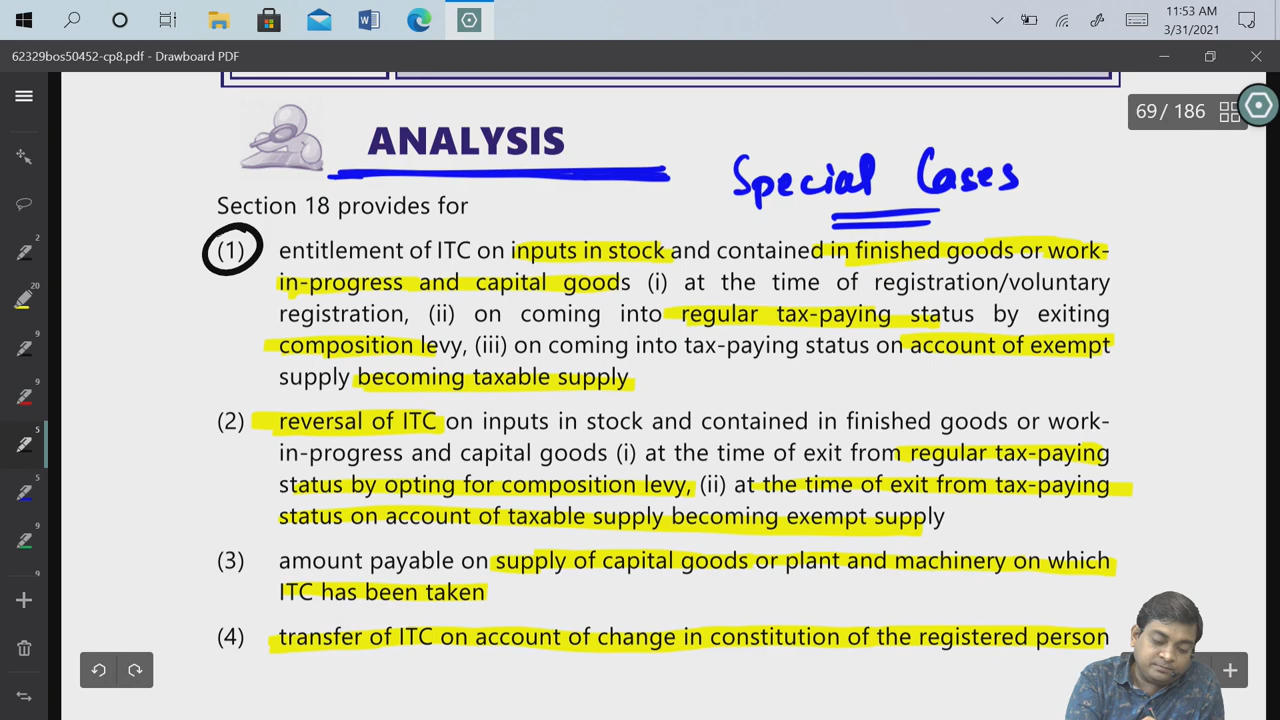 11:53 AM
3/31/2021
62329bos50452-cp8.pdf - Drawboard PDF
69 / 186
ANALYSIS
Special Cases
Section 18 provides for
(1) entitlement of ITC on inputs in stock and contained in finished goods or work-
in-progress and capital goods (i) at the time of registration/voluntary
registration, (ii) on coming into regular tax-paying status by exiting
composition levy, (iii) on coming into tax-paying status on account of exempt
supply becoming taxable supply
(2) reversal of ITC on inputs in stock and contained in finished goods or work-
in-progress and capital goods (i) at the time of exit from regular tax-paying
status by opting for composition levy, (ii) at the time of exit from tax-paying
status on account of taxable supply becoming exempt supply
(3) amount payable on supply of capital goods or plant and machinery on which
ITC has been taken
(4) transfer of ITC on account of change in constitution of the registered person
2
20
9
9
5
5
9
9